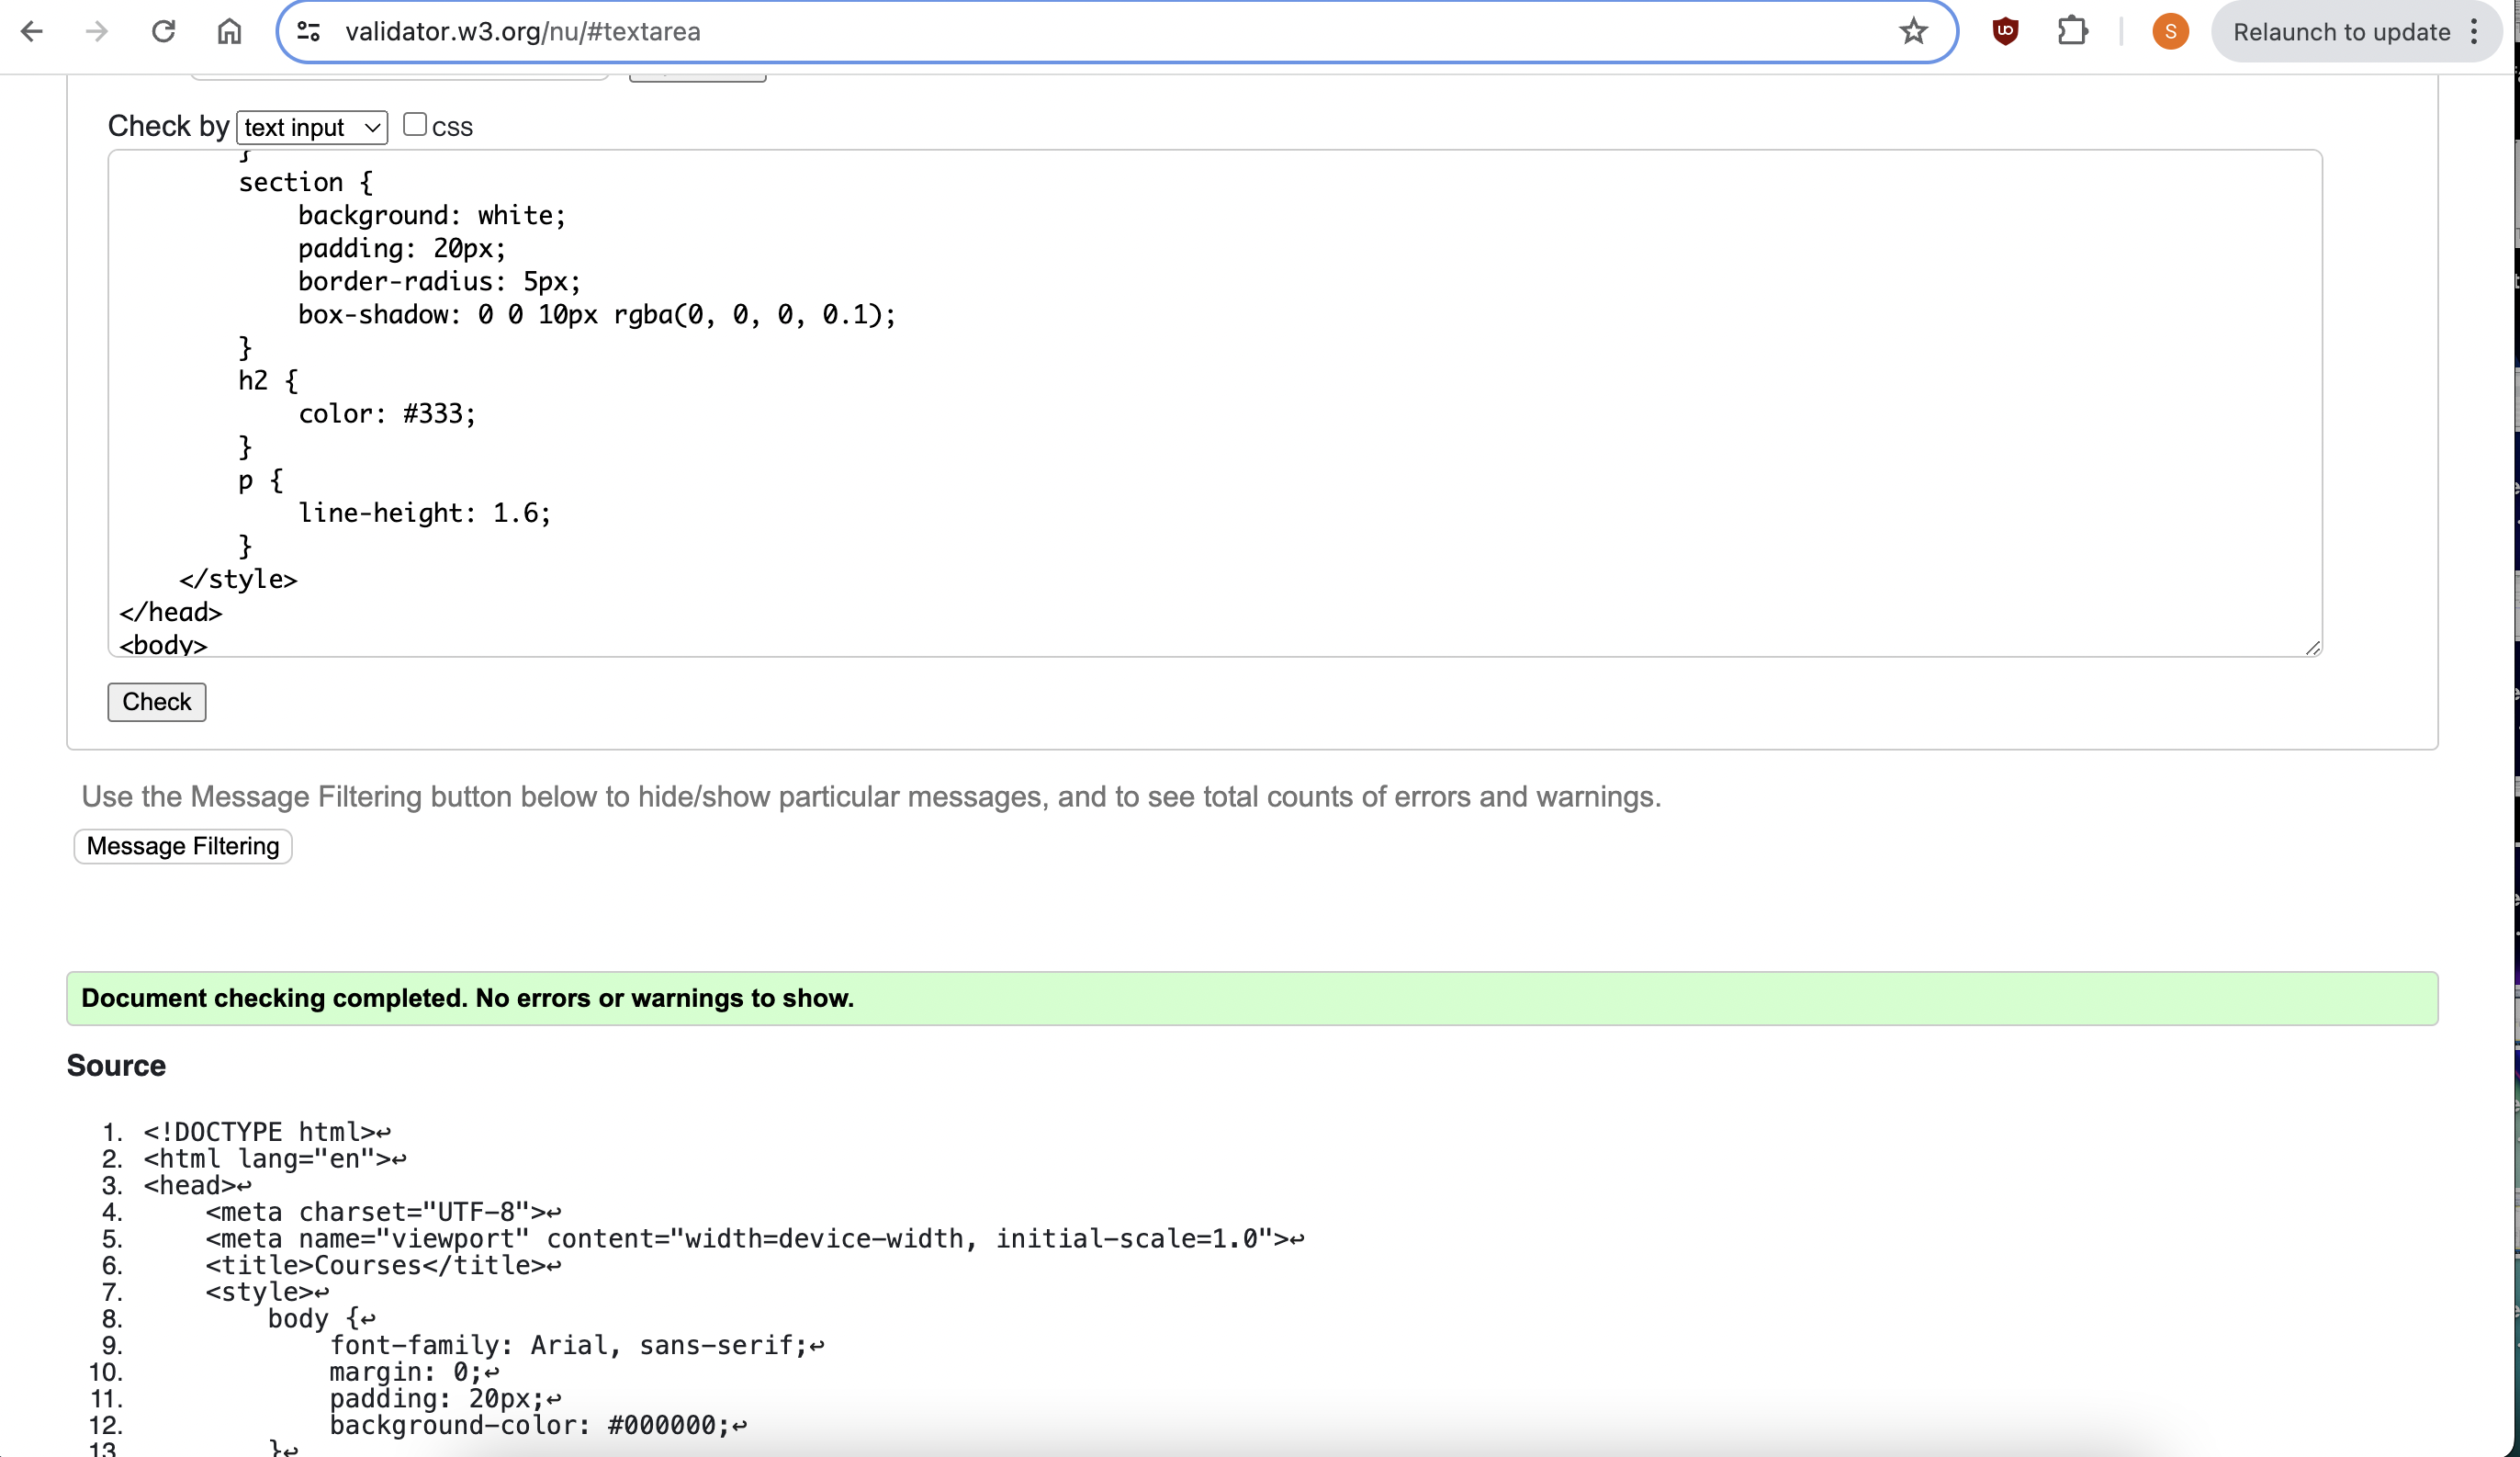 validator.w3.org/nu/#textarea
S
Relaunch to update
Check by text input CSS
}
section {
background: white;
padding: 20px;
border-radius: 5px;
box-shadow: 0 0 10px rgba(0, 0, 0, 0.1);
}
h2 {
color: #333;
}
p {
line-height: 1.6;
}
</style>
</head>
<body>
Check
Use the Message Filtering button below to hide/show particular messages, and to see total counts of errors and warnings.
Message Filtering
Document checking completed. No errors or warnings to show.
Source
1. <!DOCTYPE html>↩
2. <html lang="en">↩
3. <head>↩
4. <meta charset="UTF-8">↩
5. <meta name="viewport" content="width=device-width, initial-scale=1.0">↩
6. <title>Courses</title>↩
7. <style>↩
8. body {↩
9. font-family: Arial, sans-serif;↩
10. margin: 0;↩
11. padding: 20px;↩
12. background-color: #000000;↩
13. }↩